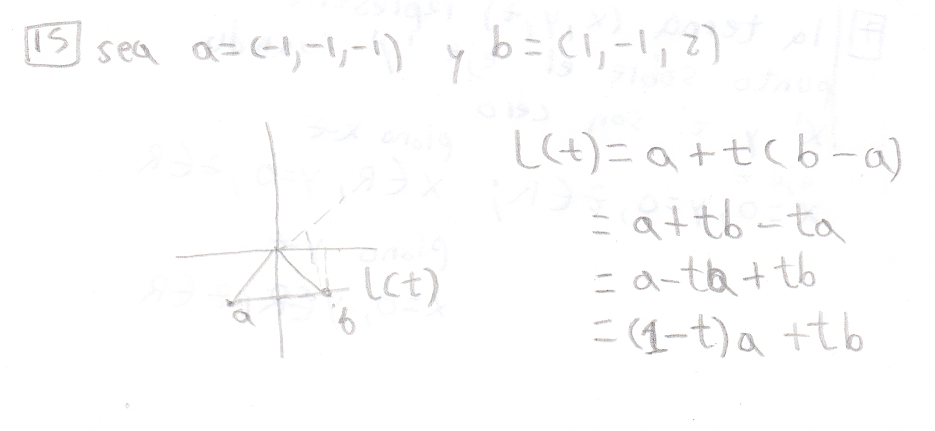 15 sea a=(-1,-1,-1) y b=(1,-1,2)
l(t)=a+t(b-a)
=a+tb-ta
=a-ta+tb
=(1-t)a+tb
l(t)
a b